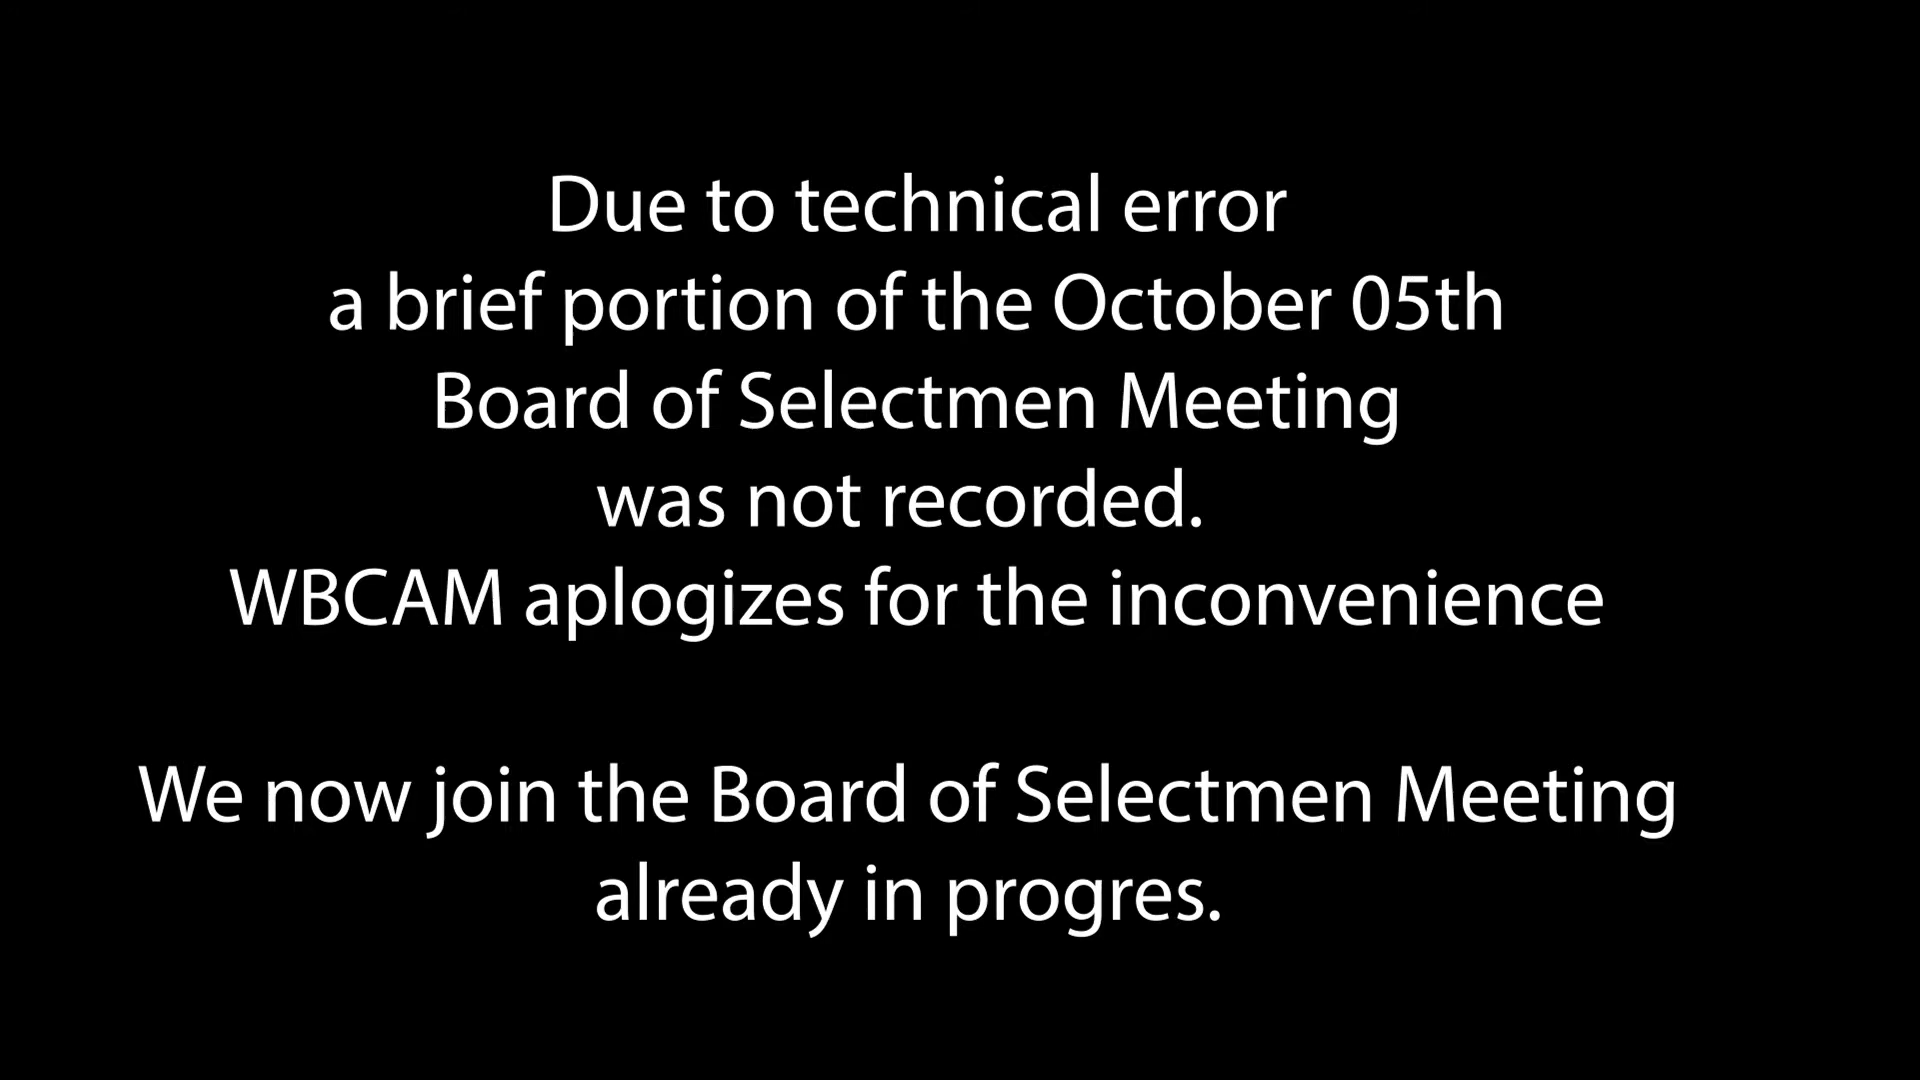 Due to technical error
a brief portion of the October 05th
Board of Selectmen Meeting
was not recorded.
WBCAM aplogizes for the inconvenience
We now join the Board of Selectmen Meeting
already in progres.